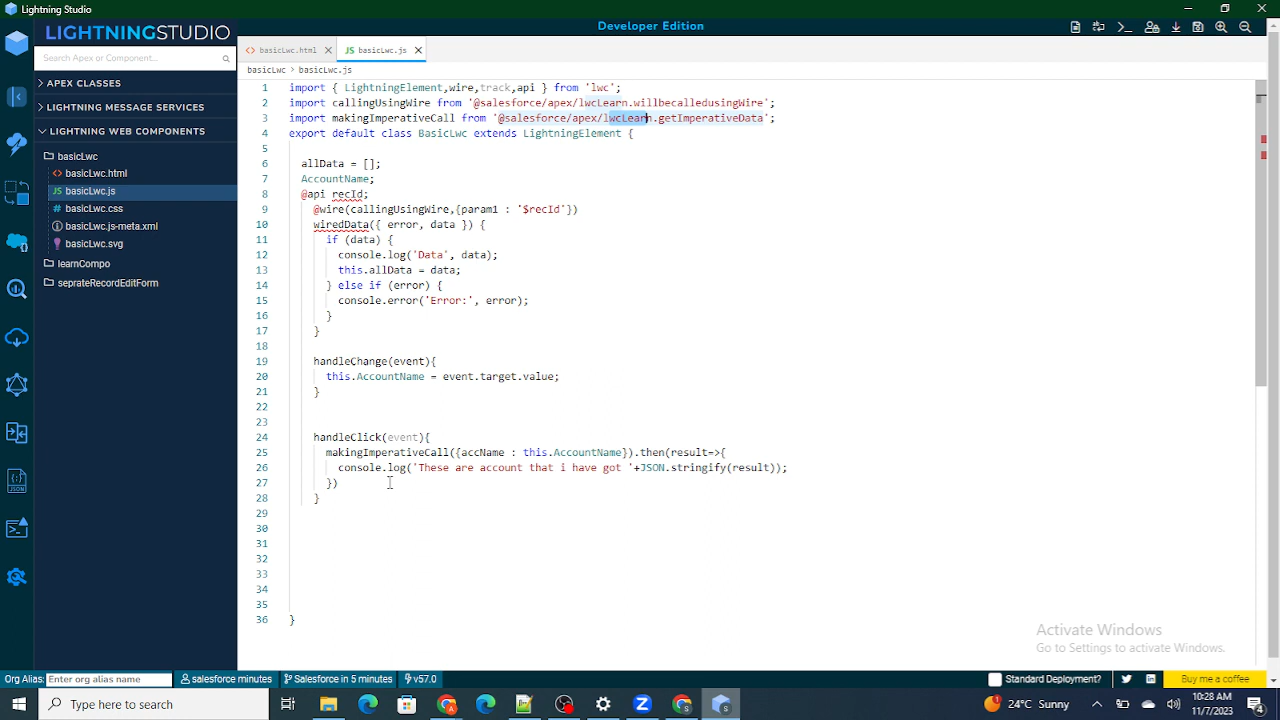 Developer Edition
LIGHTNINGSTUDIO
Search Apex or Component...
APEX CLASSES
LIGHTNING MESSAGE SERVICES
LIGHTNING WEB COMPONENTS
basicLwc
<> basicLwc.html
JS basicLwc.js
# basicLwc.css
basicLwc.js-meta.xml
basicLwc.svg
learnCompo
seprateRecordEditForm
<> basicLwc.html ×
JS basicLwc.js ×
basicLwc > basicLwc.js
1 import { LightningElement,wire,track,api } from 'lwc';
2 import callingUsingWire from '@salesforce/apex/lwcLearn.willbecalledusingWire';
3 import makingImperativeCall from '@salesforce/apex/lwcLearn.getImperativeData';
4 export default class BasicLwc extends LightningElement {
5
6 allData = [];
7 AccountName;
8 @api recId;
9 @wire(callingUsingWire,{param1 : '$recId'})
10 wiredData({ error, data }) {
11 if (data) {
12 console.log('Data', data);
13 this.allData = data;
14 } else if (error) {
15 console.error('Error:', error);
16 }
17 }
18
19 handleChange(event){
20 this.AccountName = event.target.value;
21 }
22
23
24 handleClick(event){
25 makingImperativeCall({accName : this.AccountName}).then(result=>{
26 console.log('These are account that i have got '+JSON.stringify(result));
27 })
28 }
29
30
31
32
33
34
35
36 }
Activate Windows
Go to Settings to activate Windows.
Org Alias: Enter org alias name
salesforce minutes
Salesforce in 5 minutes
v57.0
Standard Deployment?
Buy me a coffee
Type here to search
24°C Sunny
10:28 AM
11/7/2023
4